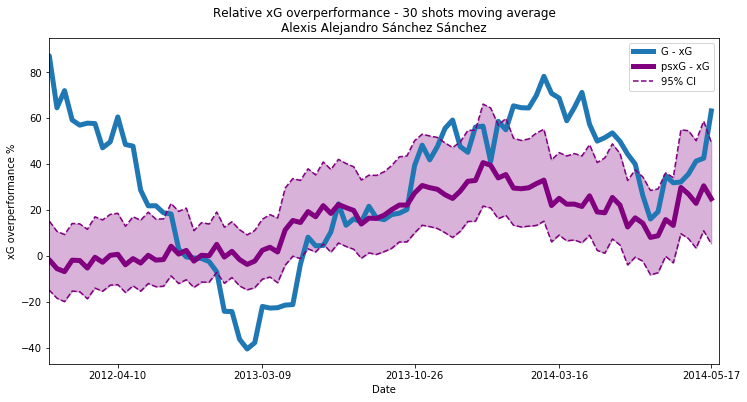 Relative xG overperformance - 30 shots moving average
Alexis Alejandro Sánchez Sánchez
G - xG
psxG - xG
95% CI
xG overperformance %
80
60
40
20
0
−20
−40
2012-04-10
2013-03-09
2013-10-26
2014-03-16
2014-05-17
Date